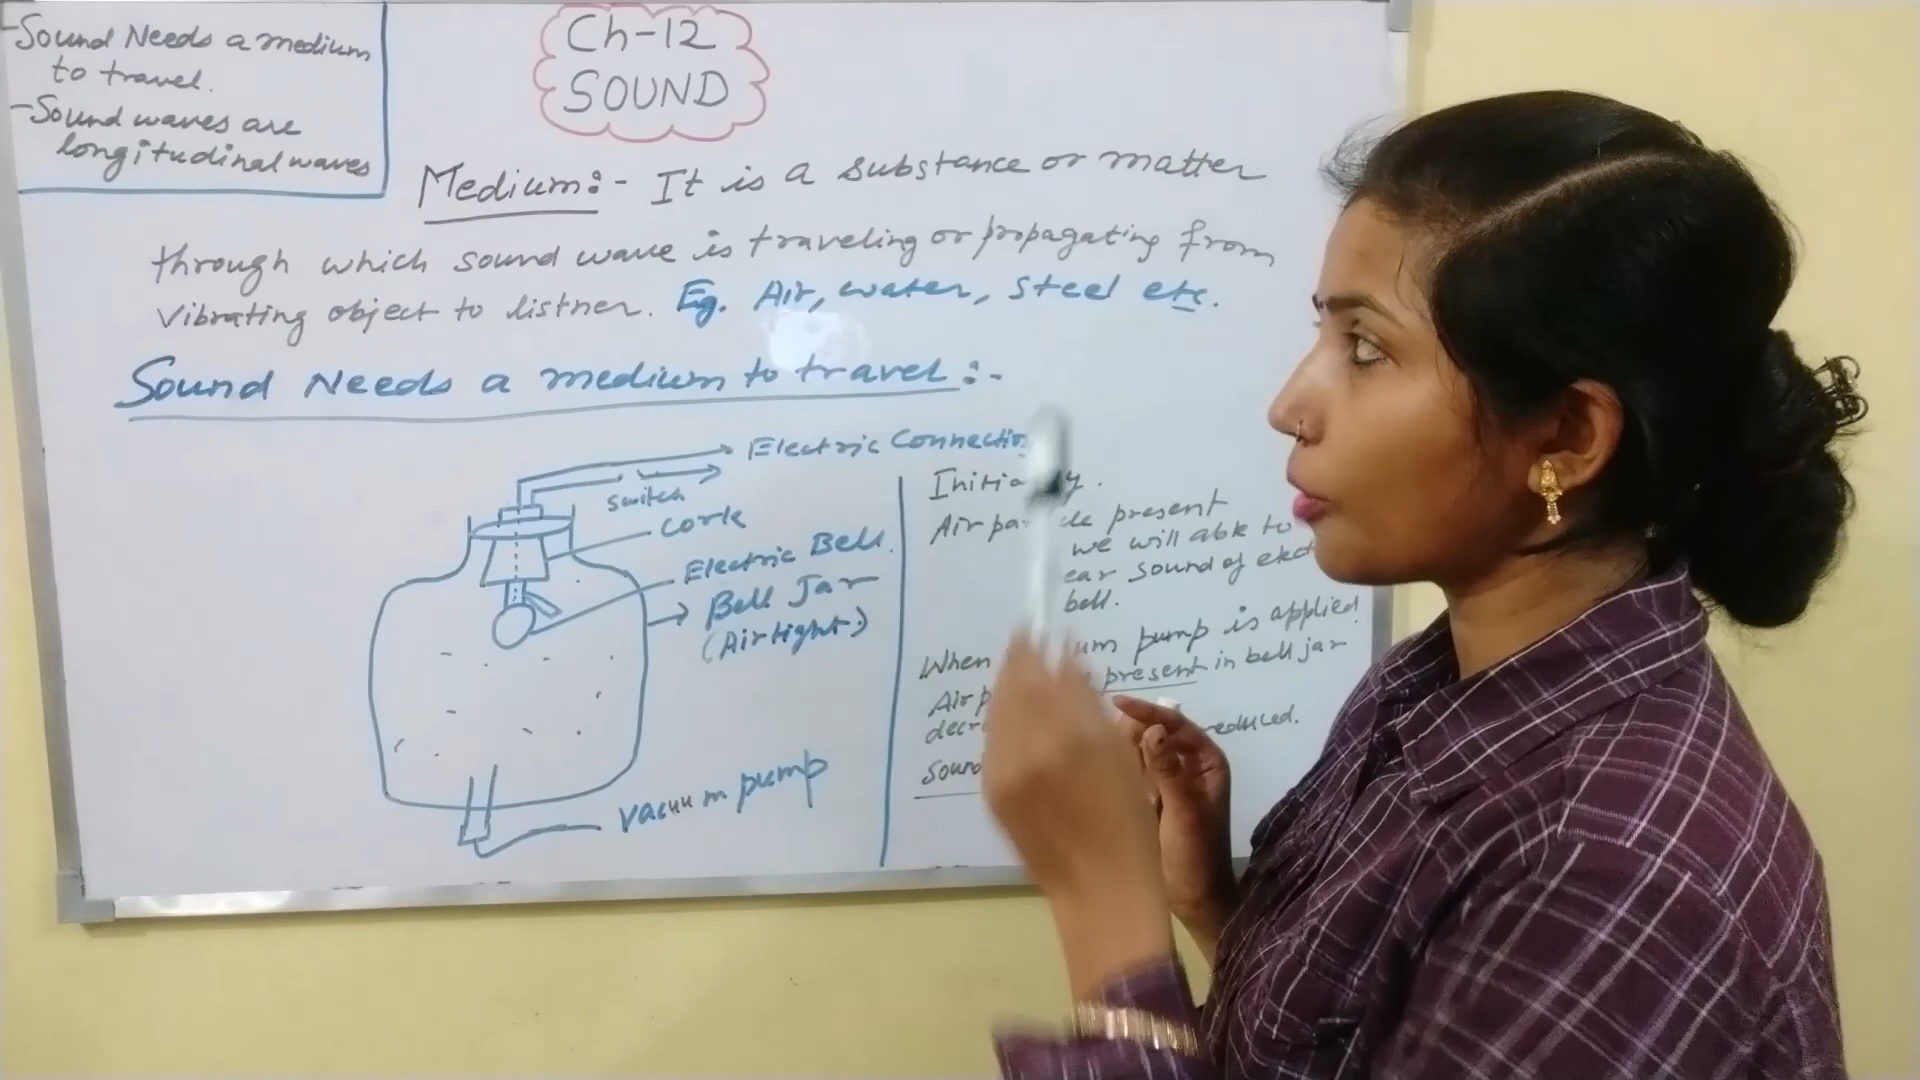 -Sound Needs a medium
to travel.
-Sound waves are
longitudinal waves
Ch-12
SOUND
Medium:- It is a substance or matter
through which sound wave is traveling or propagating from
vibrating object to listner. Eg. Air, water, steel etc.
Sound Needs a medium to travel:-
Electric Connection
switch
cork
Electric Bell
Bell Jar
(Airtight)
vacuum pump
Initially.
Air particle present
we will able to
ear sound of elect
bell.
When um pump is applied
Air p present in bell jar
decr reduced.
Sound